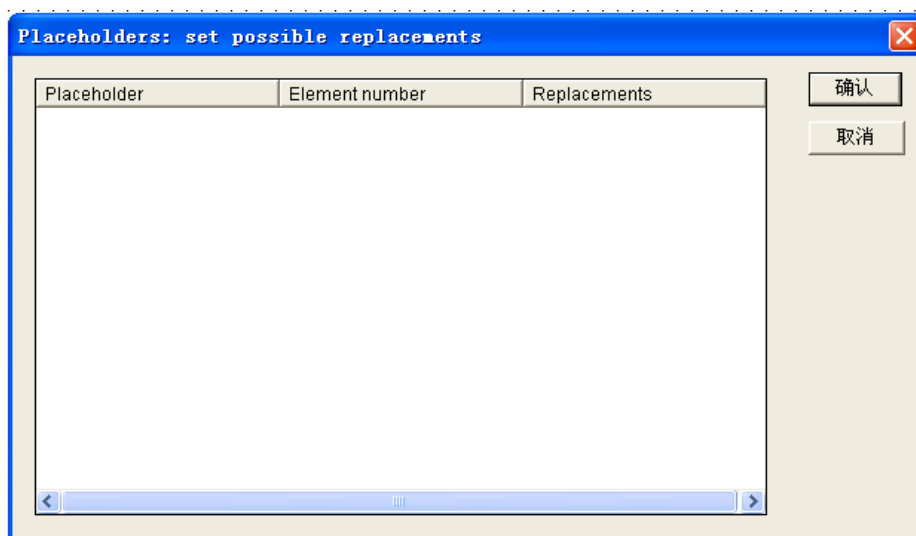 Placeholders: set possible replacements
Placeholder Element number Replacements
确认
取消